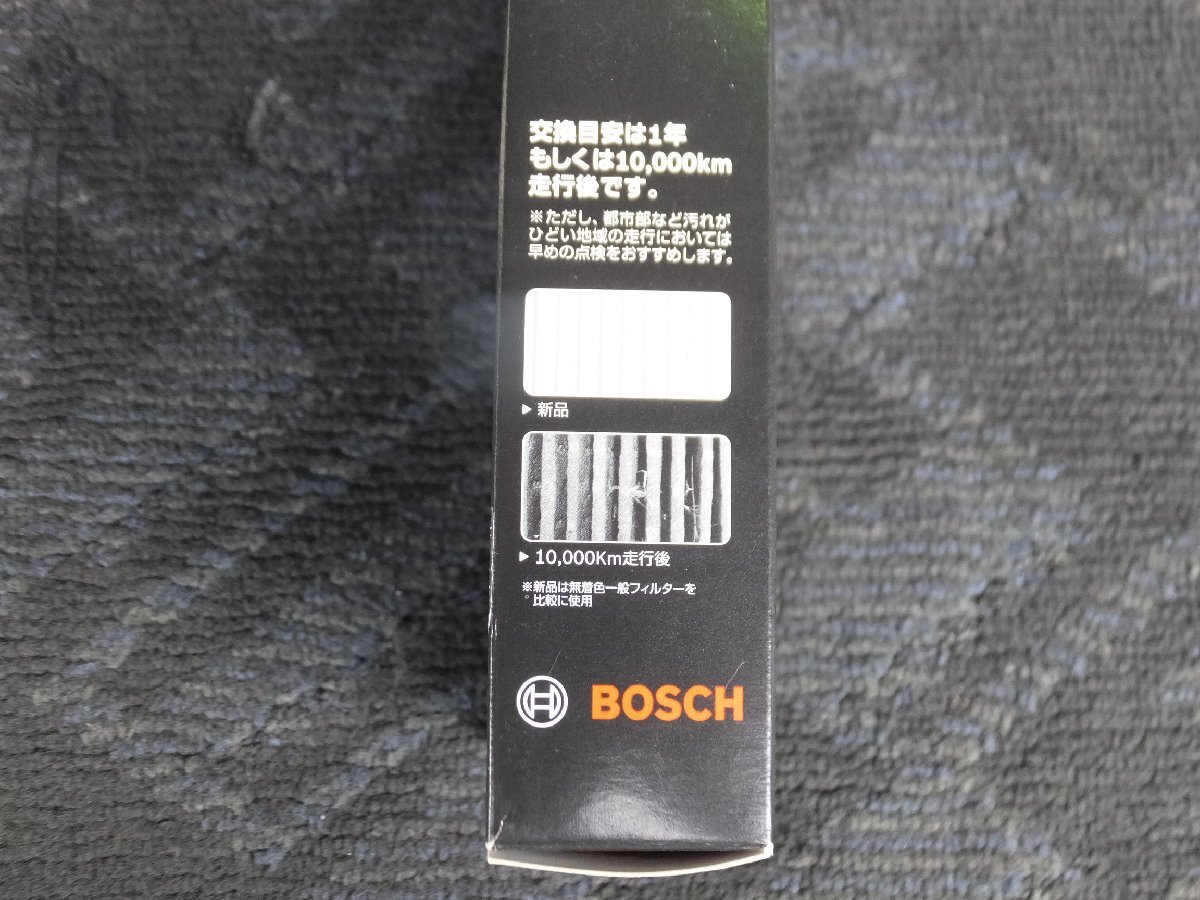 交換目安は1年
もしくは10,000km
走行後です。
※ただし、都市部など汚れが
ひどい地域の走行においては
早めの点検をおすすめします。
▶新品
▶10,000Km走行後
※新品は無着色一般フィルターを
比較に使用
BOSCH